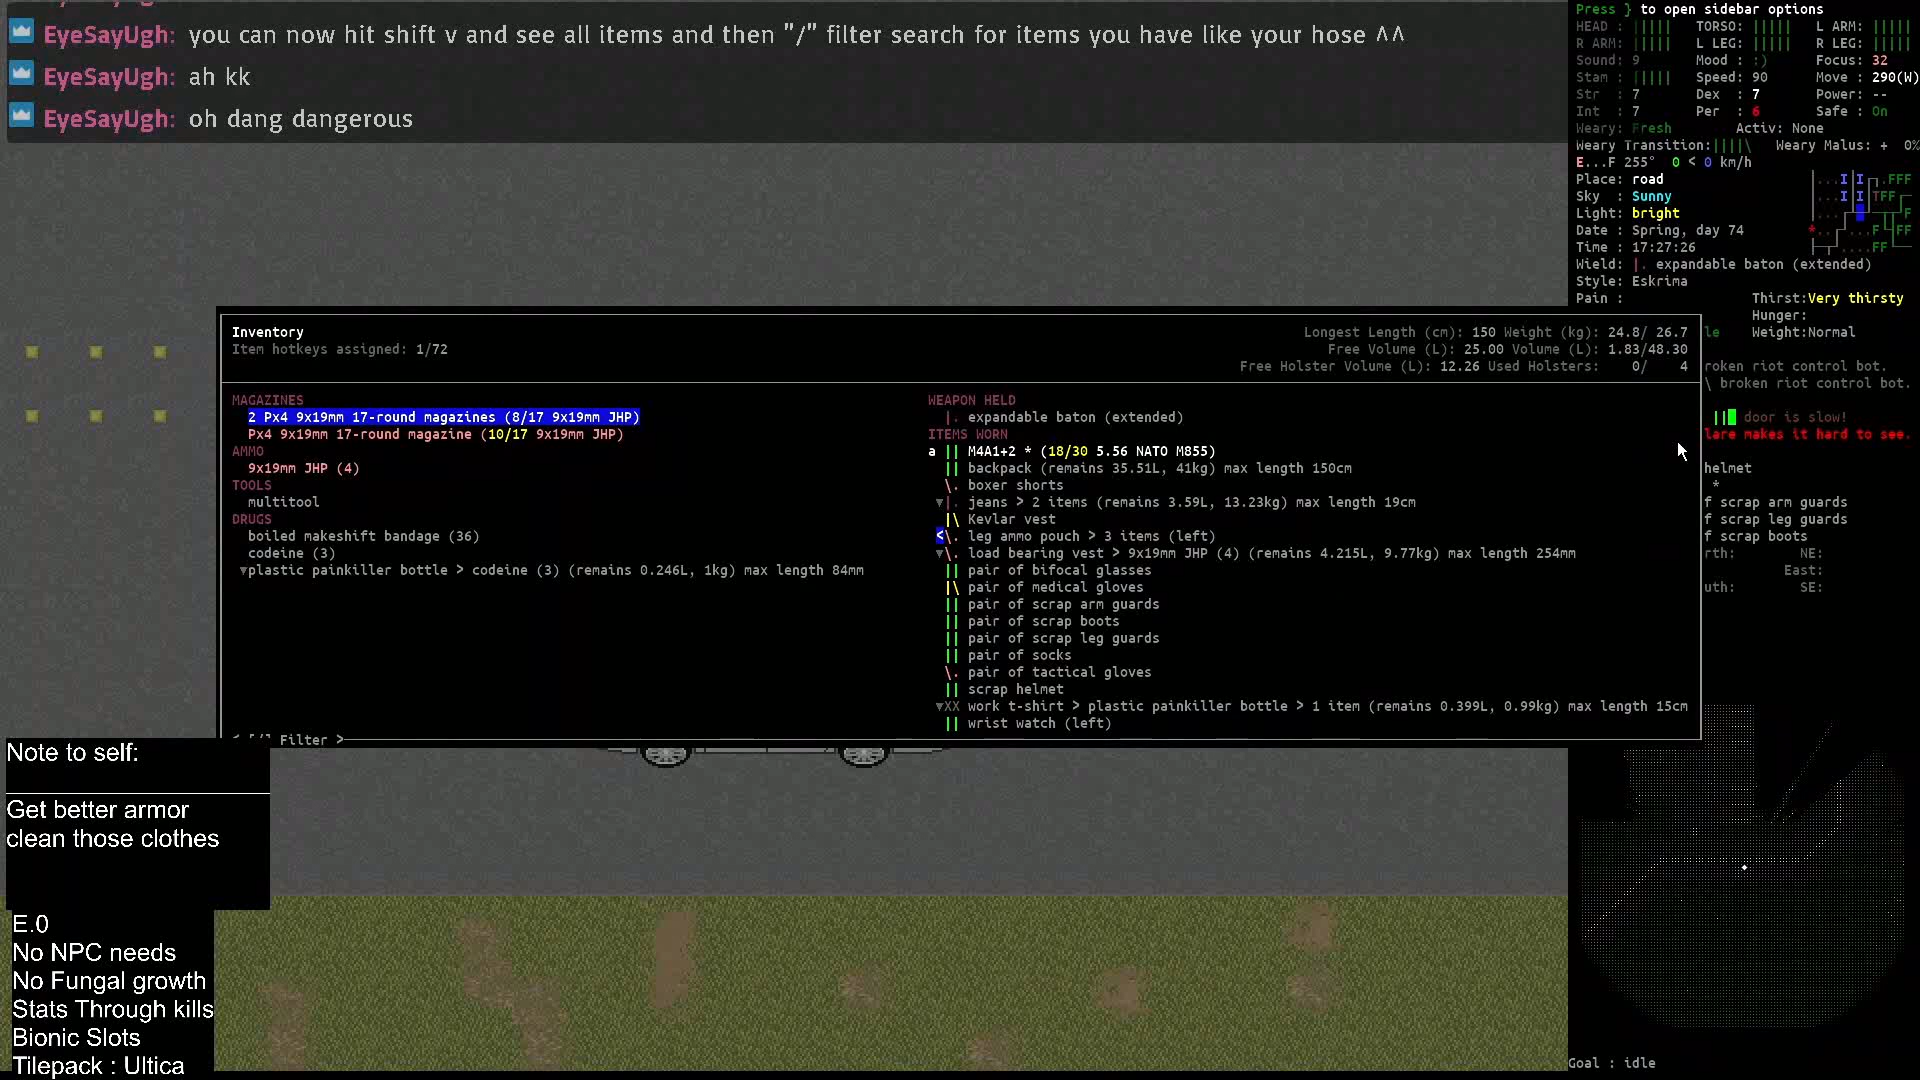 EyeSayUgh: you can now hit shift v and see all items and then "/" filter search for items you have like your hose ^^
EyeSayUgh: ah kk
EyeSayUgh: oh dang dangerous
Press } to open sidebar options
HEAD : ||||| TORSO: ||||| L ARM: |||||
R ARM: ||||| L LEG: ||||| R LEG: |||||
Sound: 9 Mood : :) Focus: 32
Stam : ||||| Speed: 90 Move : 290(W)
Str : 7 Dex : 7 Power: --
Int : 7 Per : 6 Safe : On
Weary: Fresh Activ: None
Weary Transition:||||\ Weary Malus: + 0%
E...F 255° 0 < 0 km/h
Place: road
Sky : Sunny
Light: bright
Date : Spring, day 74
Time : 17:27:26
Wield: |. expandable baton (extended)
Style: Eskrima
Pain : Thirst:Very thirsty
Hunger:
le Weight:Normal
roken riot control bot.
\ broken riot control bot.
||| door is slow!
lare makes it hard to see.
helmet
*
f scrap arm guards
f scrap leg guards
f scrap boots
rth: NE:
East:
uth: SE:
Inventory
Item hotkeys assigned: 1/72
Longest Length (cm): 150 Weight (kg): 24.8/ 26.7
Free Volume (L): 25.00 Volume (L): 1.83/48.30
Free Holster Volume (L): 12.26 Used Holsters: 0/ 4
MAGAZINES
2 Px4 9x19mm 17-round magazines (8/17 9x19mm JHP)
Px4 9x19mm 17-round magazine (10/17 9x19mm JHP)
AMMO
9x19mm JHP (4)
TOOLS
multitool
DRUGS
boiled makeshift bandage (36)
codeine (3)
▼plastic painkiller bottle > codeine (3) (remains 0.246L, 1kg) max length 84mm
WEAPON HELD
|. expandable baton (extended)
ITEMS WORN
a || M4A1+2 * (18/30 5.56 NATO M855)
|| backpack (remains 35.51L, 41kg) max length 150cm
\. boxer shorts
▼|. jeans > 2 items (remains 3.59L, 13.23kg) max length 19cm
|\ Kevlar vest
<\. leg ammo pouch > 3 items (left)
▼\. load bearing vest > 9x19mm JHP (4) (remains 4.215L, 9.77kg) max length 254mm
|| pair of bifocal glasses
|\ pair of medical gloves
|| pair of scrap arm guards
|| pair of scrap boots
|| pair of scrap leg guards
|| pair of socks
\. pair of tactical gloves
|| scrap helmet
▼XX work t-shirt > plastic painkiller bottle > 1 item (remains 0.399L, 0.99kg) max length 15cm
|| wrist watch (left)
< [/] Filter >
Note to self:
Get better armor
clean those clothes
E.0
No NPC needs
No Fungal growth
Stats Through kills
Bionic Slots
Tilepack : Ultica
Goal : idle